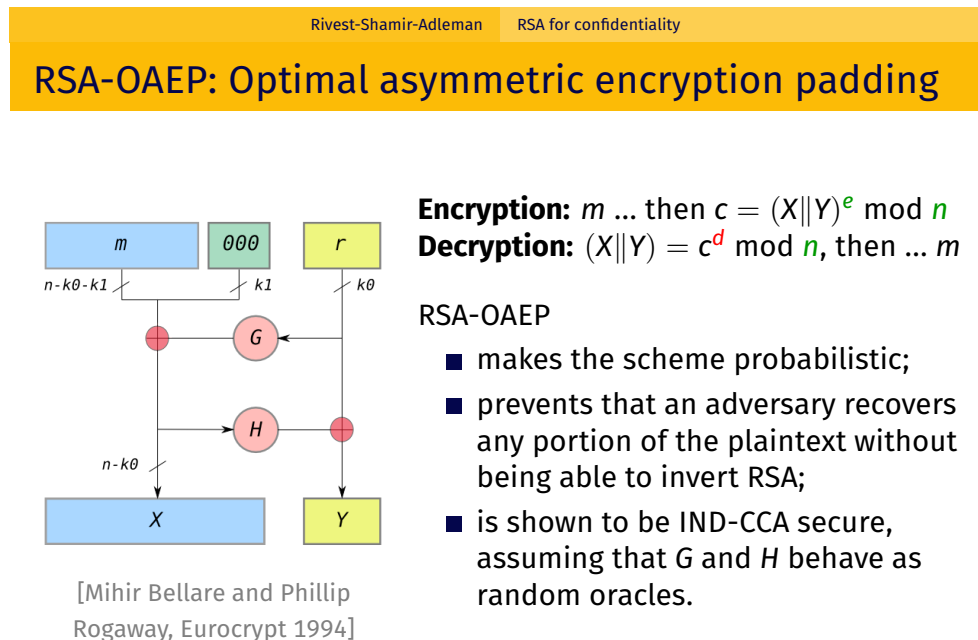 Rivest-Shamir-Adleman RSA for confidentiality
RSA-OAEP: Optimal asymmetric encryption padding
m 000 r
n-k0-k1 k1 k0
G
H
n-k0
X Y
[Mihir Bellare and Phillip
Rogaway, Eurocrypt 1994]
Encryption: m ... then c = (X‖Y)^e mod n
Decryption: (X‖Y) = c^d mod n, then ... m
RSA-OAEP
makes the scheme probabilistic;
prevents that an adversary recovers
any portion of the plaintext without
being able to invert RSA;
is shown to be IND-CCA secure,
assuming that G and H behave as
random oracles.